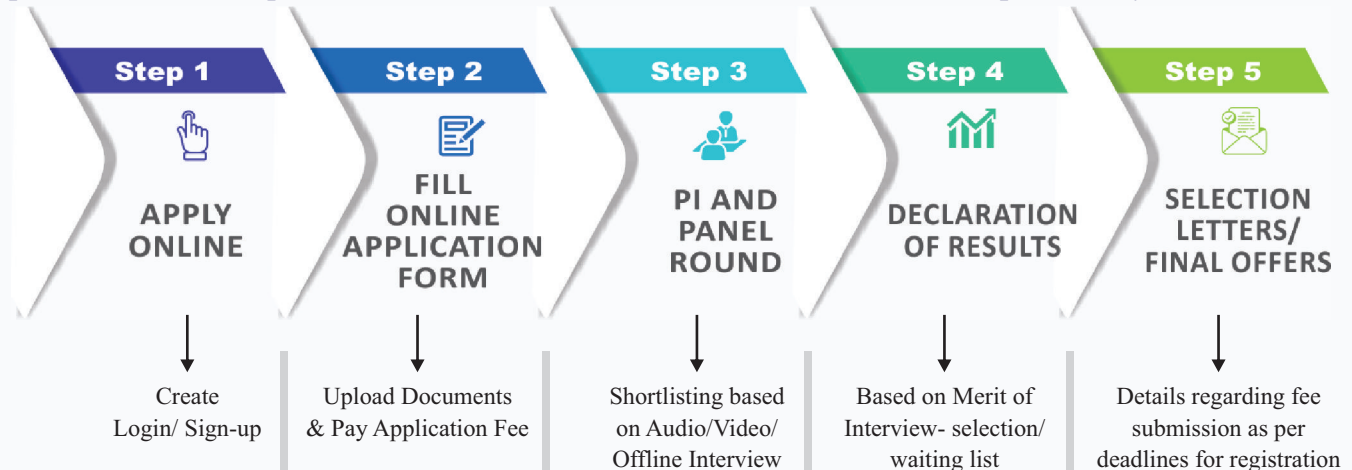 Step 1
APPLY
ONLINE
Create
Login/ Sign-up
Step 2
FILL
ONLINE
APPLICATION
FORM
Upload Documents
& Pay Application Fee
Step 3
PI AND
PANEL
ROUND
Shortlisting based
on Audio/Video/
Offline Interview
Step 4
DECLARATION
OF RESULTS
Based on Merit of
Interview- selection/
waiting list
Step 5
SELECTION
LETTERS/
FINAL OFFERS
Details regarding fee
submission as per
deadlines for registration